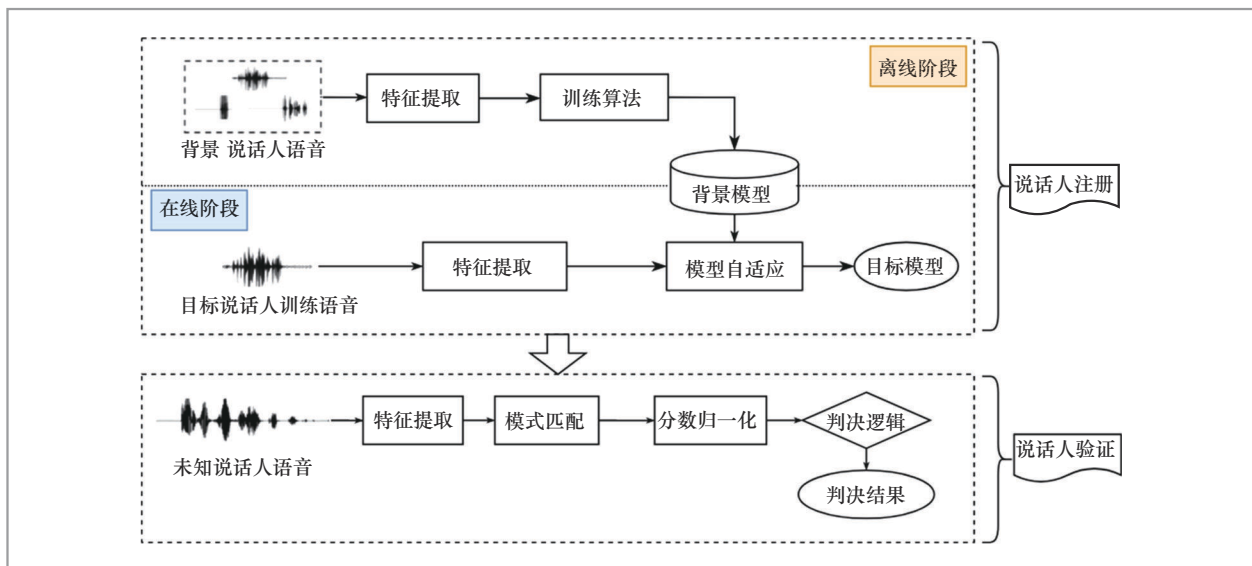 离线阶段
特征提取
训练算法
背景 说话人语音
背景模型
说话人注册
在线阶段
特征提取
模型自适应
目标模型
目标说话人训练语音
特征提取
模式匹配
分数归一化
判决逻辑
未知说话人语音
说话人验证
判决结果